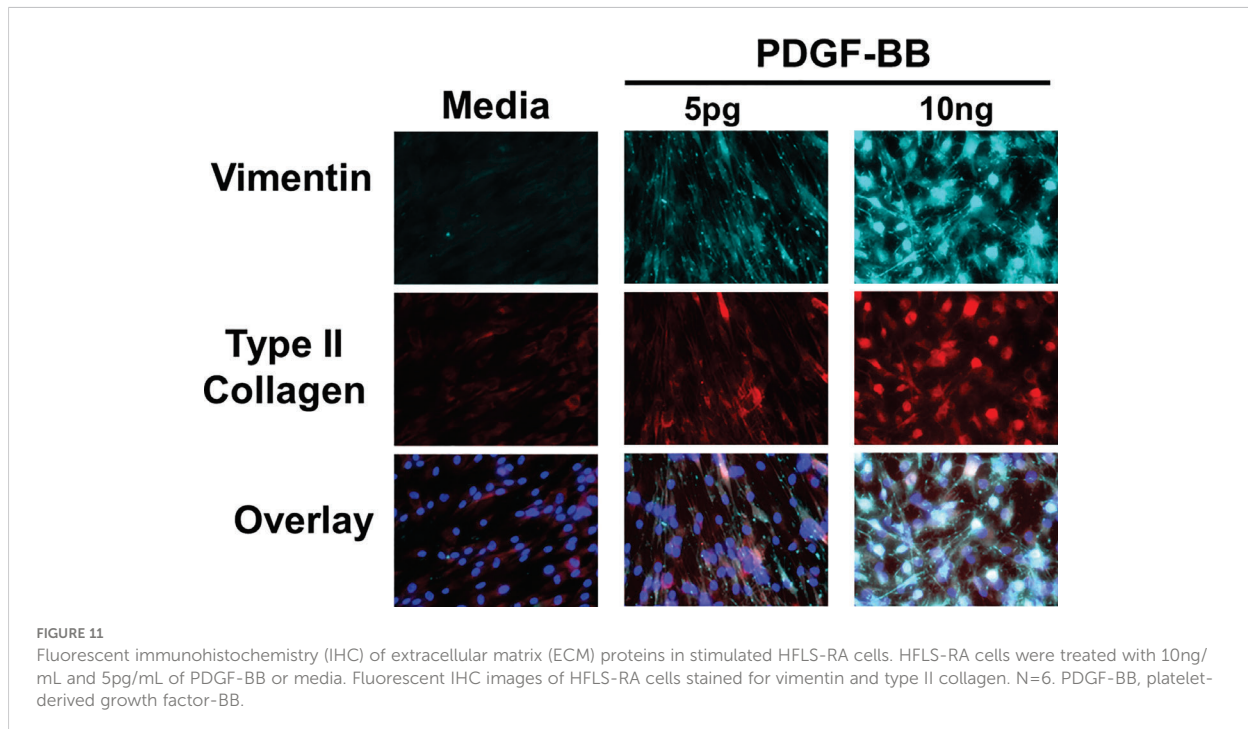 PDGF-BB
Media
5pg
10ng
Vimentin
Type II
Collagen
Overlay
FIGURE 11
Fluorescent immunohistochemistry (IHC) of extracellular matrix (ECM) proteins in stimulated HFLS-RA cells. HFLS-RA cells were treated with 10ng/
mL and 5pg/mL of PDGF-BB or media. Fluorescent IHC images of HFLS-RA cells stained for vimentin and type II collagen. N=6. PDGF-BB, platelet-
derived growth factor-BB.